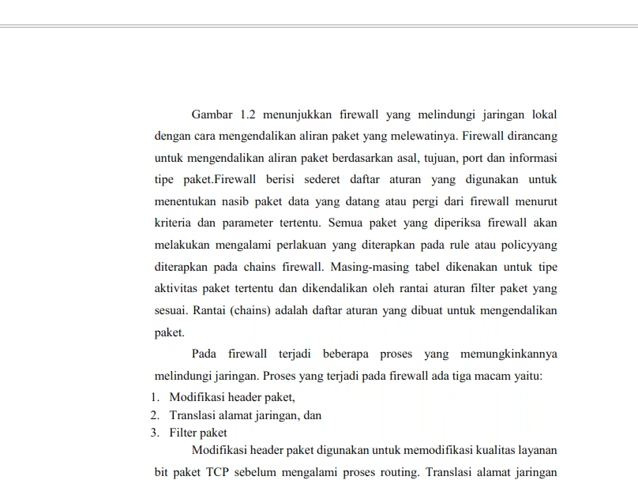 Gambar 1.2 menunjukkan firewall yang melindungi jaringan lokal
dengan cara mengendalikan aliran paket yang melewatinya. Firewall dirancang
untuk mengendalikan aliran paket berdasarkan asal, tujuan, port dan informasi
tipe paket.Firewall berisi sederet daftar aturan yang digunakan untuk
menentukan nasib paket data yang datang atau pergi dari firewall menurut
kriteria dan parameter tertentu. Semua paket yang diperiksa firewall akan
melakukan mengalami perlakuan yang diterapkan pada rule atau policyyang
diterapkan pada chains firewall. Masing-masing tabel dikenakan untuk tipe
aktivitas paket tertentu dan dikendalikan oleh rantai aturan filter paket yang
sesuai. Rantai (chains) adalah daftar aturan yang dibuat untuk mengendalikan
paket.
Pada firewall terjadi beberapa proses yang memungkinkannya
melindungi jaringan. Proses yang terjadi pada firewall ada tiga macam yaitu:
1. Modifikasi header paket,
2. Translasi alamat jaringan, dan
3. Filter paket
Modifikasi header paket digunakan untuk memodifikasi kualitas layanan
bit paket TCP sebelum mengalami proses routing. Translasi alamat jaringan